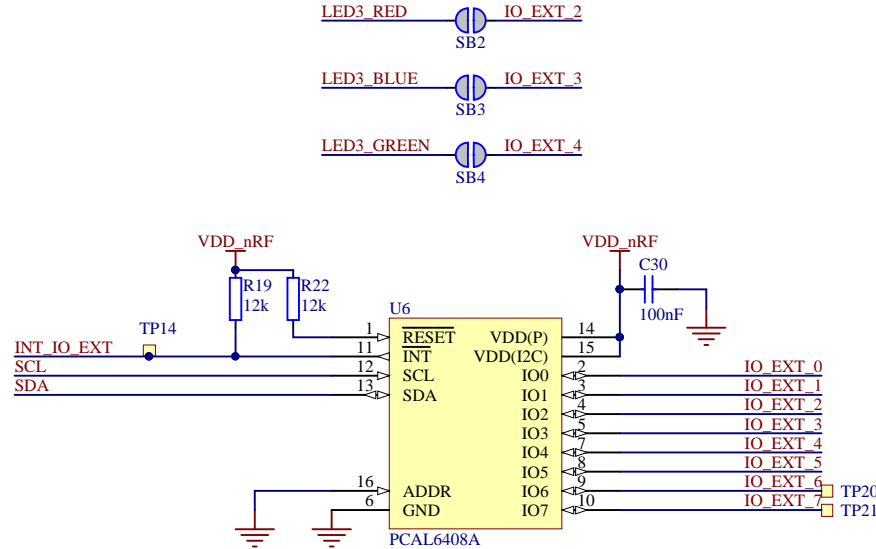 LED3_RED IO_EXT_2
SB2
LED3_BLUE IO_EXT_3
SB3
LED3_GREEN IO_EXT_4
SB4
VDD_nRF VDD_nRF
R19 R22 C30
12k 12k 100nF
U6
TP14
1 RESET VDD(P) 14
INT_IO_EXT 11 INT VDD(I2C) 15
SCL 12 SCL IO0 2 IO_EXT_0
SDA 13 SDA IO1 3 IO_EXT_1
IO2 4 IO_EXT_2
IO3 5 IO_EXT_3
IO4 7 IO_EXT_4
IO5 8 IO_EXT_5
16 ADDR IO6 9 IO_EXT_6 TP20
6 GND IO7 10 IO_EXT_7 TP21
PCAL6408A